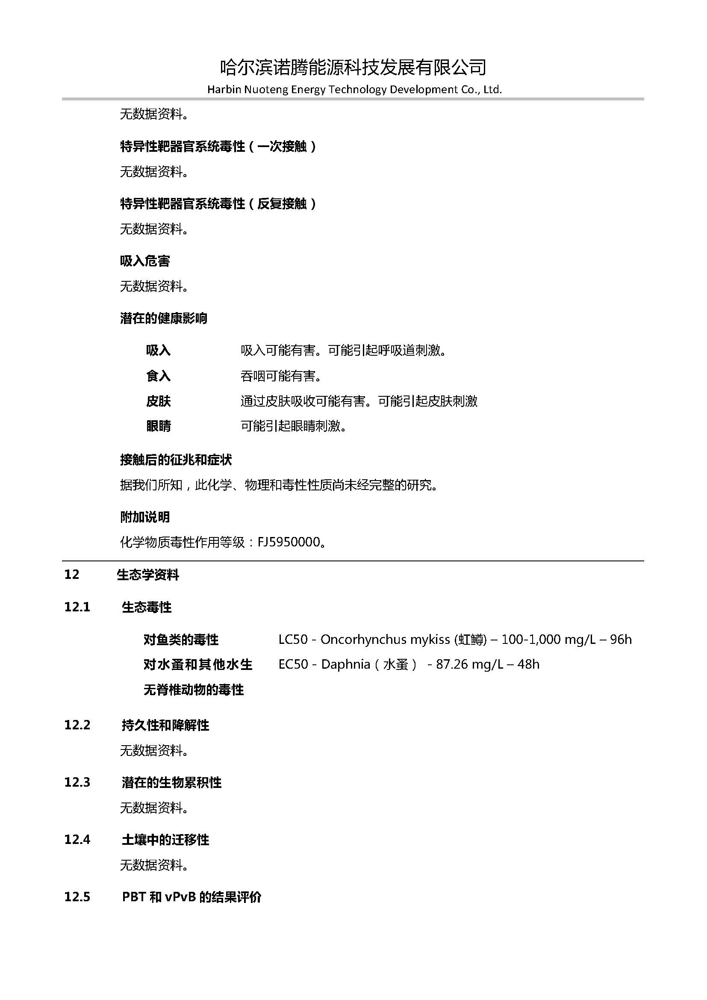 哈尔滨诺腾能源科技发展有限公司
Harbin Nuoteng Energy Technology Development Co., Ltd.
无数据资料。
特异性靶器官系统毒性（一次接触）
无数据资料。
特异性靶器官系统毒性（反复接触）
无数据资料。
吸入危害
无数据资料。
潜在的健康影响
吸入 吸入可能有害。可能引起呼吸道刺激。
食入 吞咽可能有害。
皮肤 通过皮肤吸收可能有害。可能引起皮肤刺激
眼睛 可能引起眼睛刺激。
接触后的征兆和症状
据我们所知，此化学、物理和毒性性质尚未经完整的研究。
附加说明
化学物质毒性作用等级：FJ5950000。
12 生态学资料
12.1 生态毒性
对鱼类的毒性 LC50 - Oncorhynchus mykiss (虹鳟) – 100-1,000 mg/L – 96h
对水蚤和其他水生 EC50 - Daphnia（水蚤） - 87.26 mg/L – 48h
无脊椎动物的毒性
12.2 持久性和降解性
无数据资料。
12.3 潜在的生物累积性
无数据资料。
12.4 土壤中的迁移性
无数据资料。
12.5 PBT 和 vPvB 的结果评价